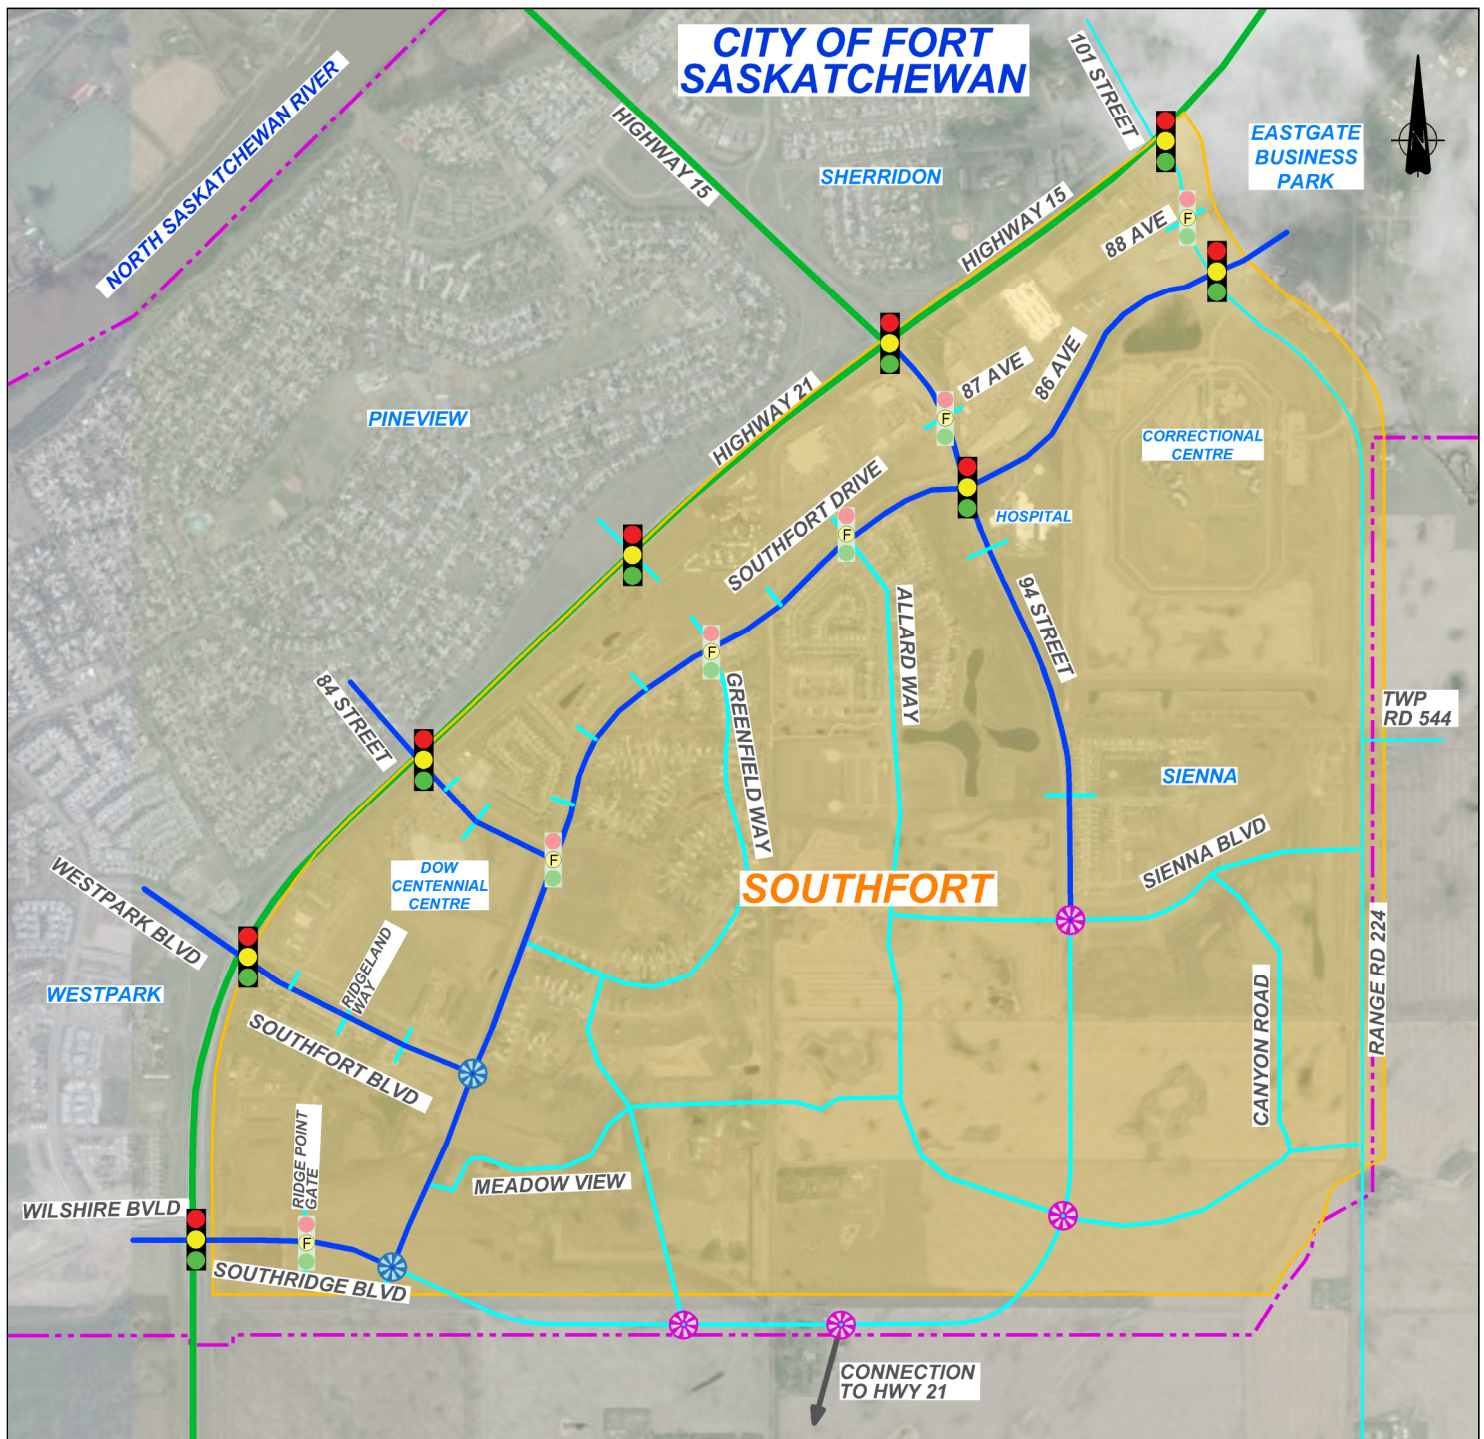 CITY OF FORT
SASKATCHEWAN
101 STREET
NORTH SASKATCHEWAN RIVER
HIGHWAY 15
EASTGATE
BUSINESS
PARK
SHERRIDON
HIGHWAY 15
88 AVE
F
87 AVE
86 AVE
HIGHWAY 21
PINEVIEW
F
CORRECTIONAL
CENTRE
SOUTHFORT DRIVE
HOSPITAL
F
94 STREET
ALLARD WAY
F
GREENFIELD WAY
84 STREET
TWP
RD 544
SIENNA
SIENNA BLVD
F
DOW
CENTENNIAL
CENTRE
SOUTHFORT
WESTPARK BLVD
RIDGELAND
WAY
WESTPARK
RANGE RD 224
CANYON ROAD
SOUTHFORT BLVD
RIDGE POINT
GATE
MEADOW VIEW
WILSHIRE BVLD
F
SOUTHRIDGE BLVD
CONNECTION
TO HWY 21